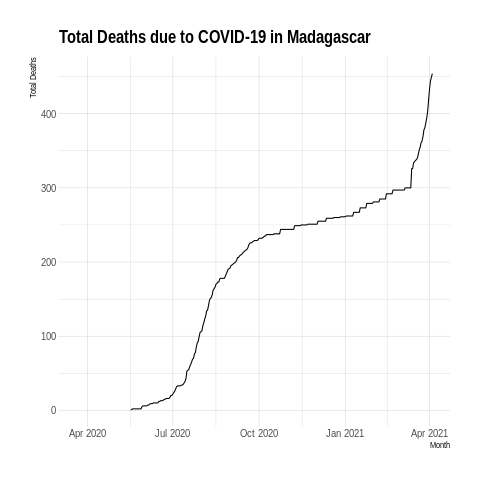 Total Deaths due to COVID-19 in Madagascar
Total Deaths
400
300
200
100
0
Apr 2020 Jul 2020 Oct 2020 Jan 2021 Apr 2021
Month